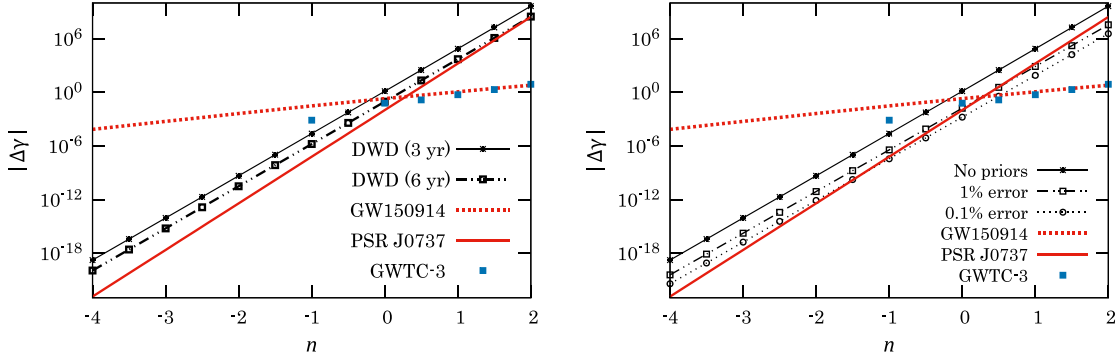 10^6
10^0
10^-6
10^-12
10^-18
| Δγ |
DWD (3 yr)
DWD (6 yr)
GW150914
PSR J0737
GWTC-3
-4 -3 -2 -1 0 1 2
n
10^6
10^0
10^-6
10^-12
10^-18
| Δγ |
No priors
1% error
0.1% error
GW150914
PSR J0737
GWTC-3
-4 -3 -2 -1 0 1 2
n